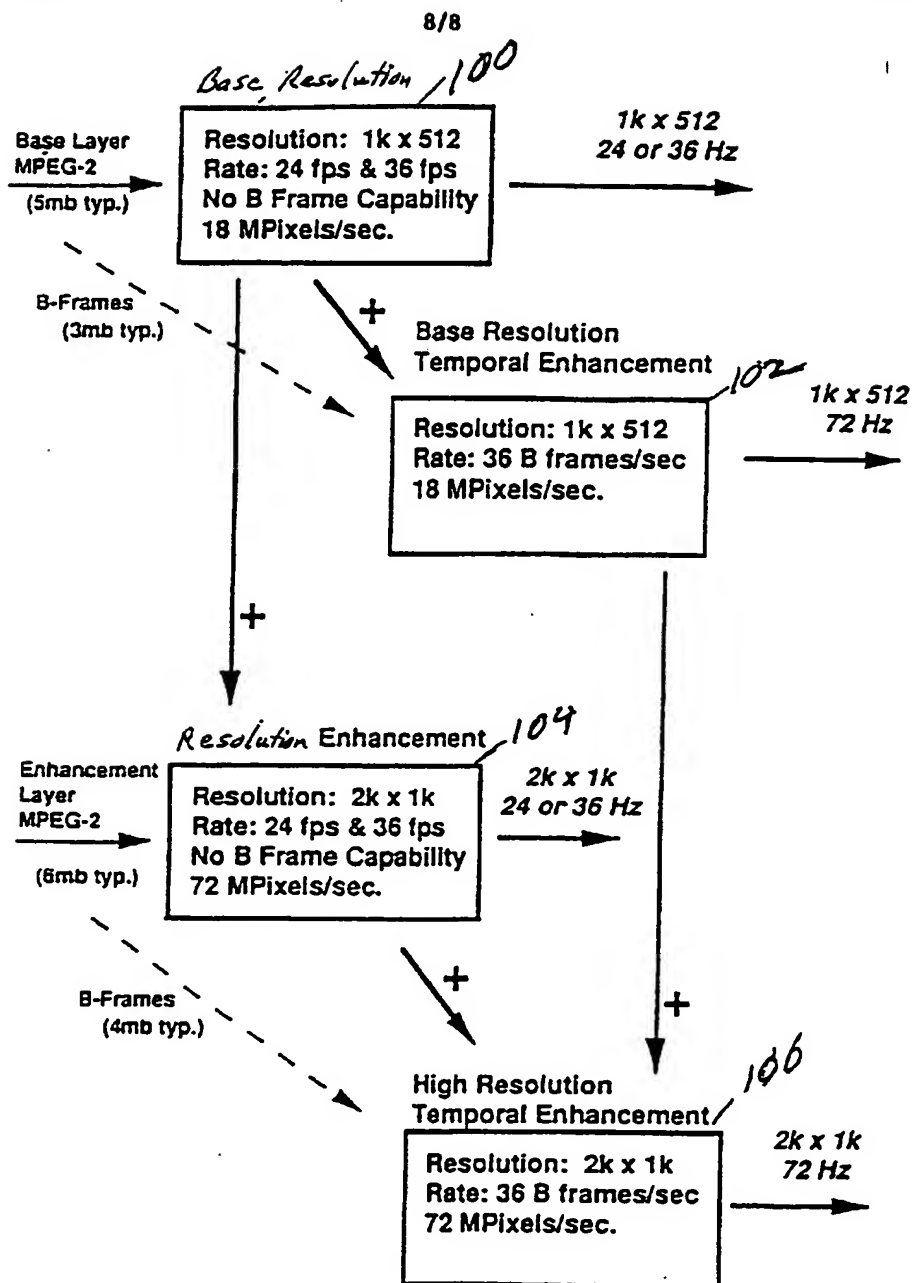 8/8
Base Resolution
100
Base Layer
MPEG-2
(5mb typ.)
Resolution: 1k x 512
Rate: 24 fps & 36 fps
No B Frame Capability
18 MPixels/sec.
1k x 512
24 or 36 Hz
B-Frames
(3mb typ.)
+
Base Resolution
Temporal Enhancement
102
Resolution: 1k x 512
Rate: 36 B frames/sec
18 MPixels/sec.
1k x 512
72 Hz
+
Resolution Enhancement
104
Enhancement
Layer
MPEG-2
(6mb typ.)
Resolution: 2k x 1k
Rate: 24 fps & 36 fps
No B Frame Capability
72 MPixels/sec.
2k x 1k
24 or 36 Hz
B-Frames
(4mb typ.)
+
+
High Resolution
Temporal Enhancement
106
Resolution: 2k x 1k
Rate: 36 B frames/sec
72 MPixels/sec.
2k x 1k
72 Hz